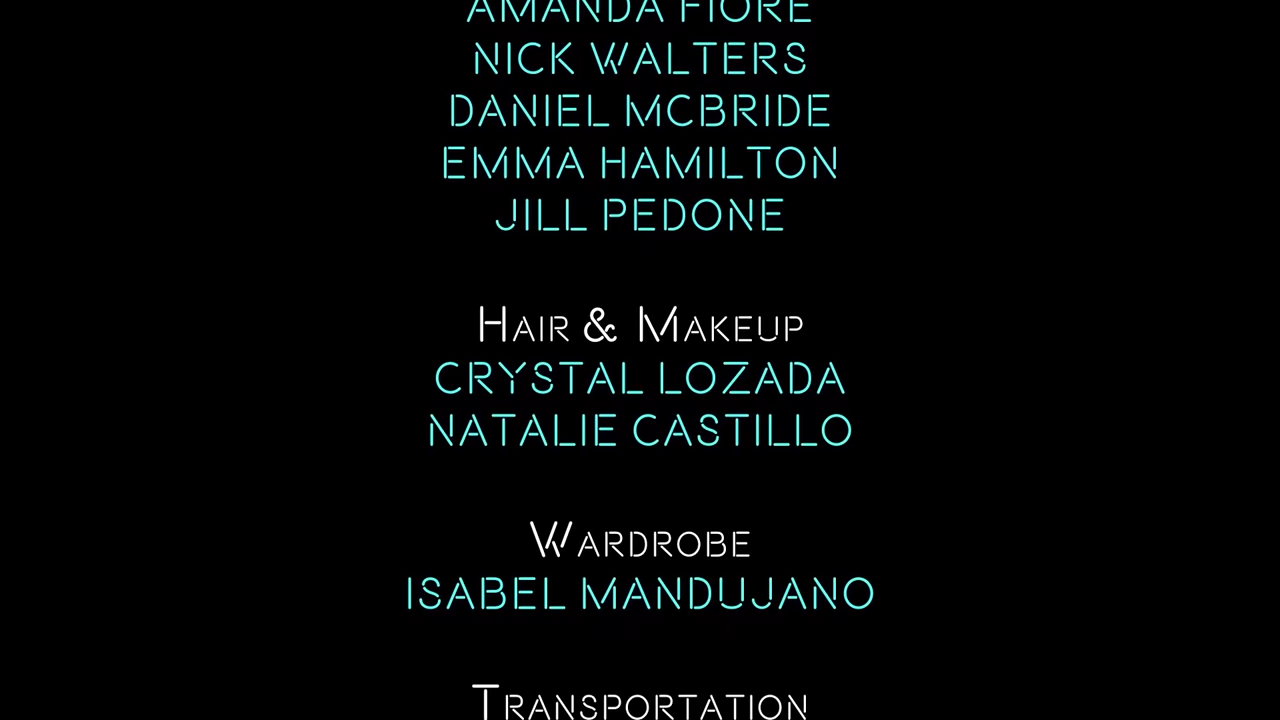 AMANDA FIORE
NICK WALTERS
DANIEL MCBRIDE
EMMA HAMILTON
JILL PEDONE
HAIR & MAKEUP
CRYSTAL LOZADA
NATALIE CASTILLO
WARDROBE
ISABEL MANDUJANO
TRANSPORTATION